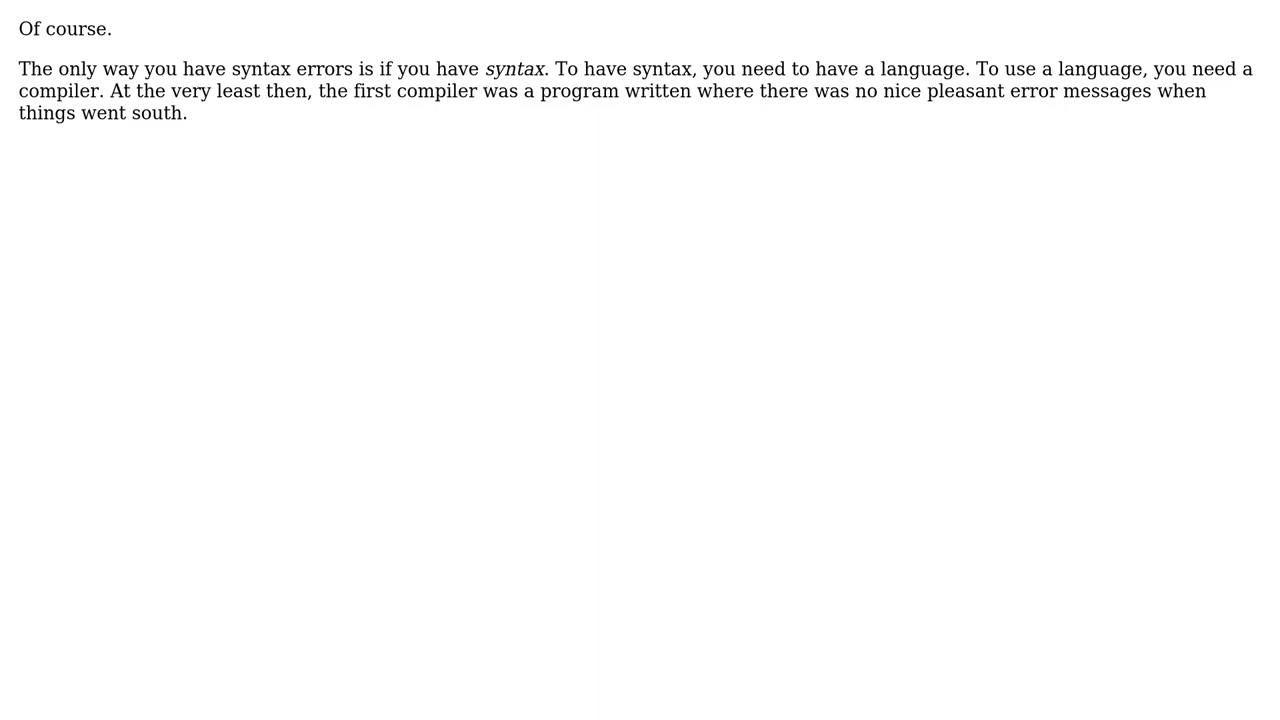 Of course.
The only way you have syntax errors is if you have syntax. To have syntax, you need to have a language. To use a language, you need a
compiler. At the very least then, the first compiler was a program written where there was no nice pleasant error messages when
things went south.